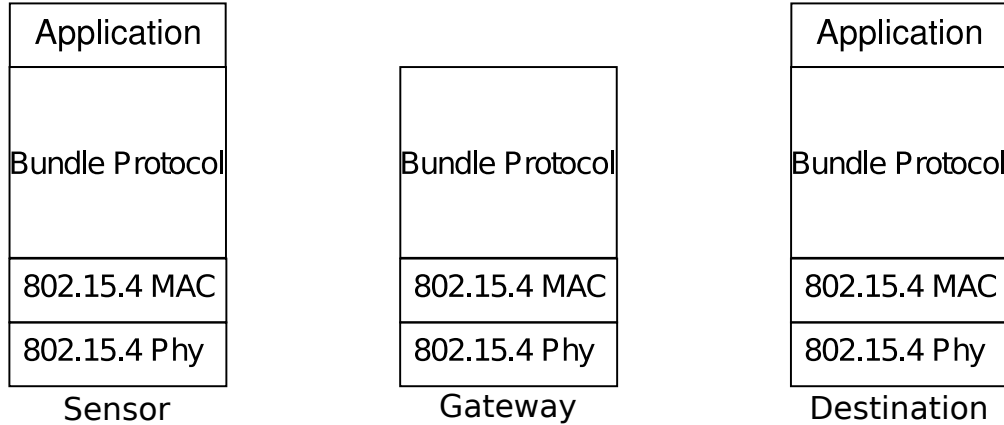 Application
Bundle Protocol
802.15.4 MAC
802.15.4 Phy
Sensor
Bundle Protocol
802.15.4 MAC
802.15.4 Phy
Gateway
Application
Bundle Protocol
802.15.4 MAC
802.15.4 Phy
Destination